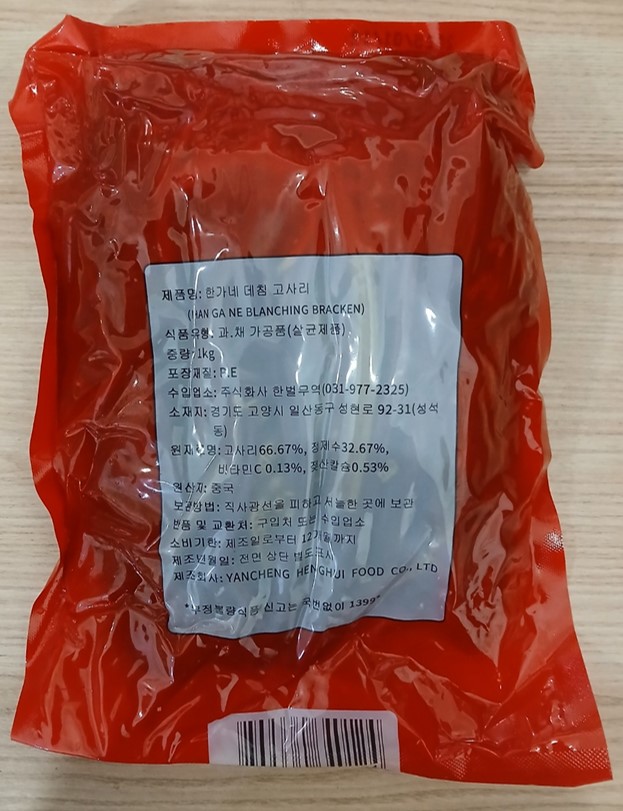 제품명: 한가네 데침 고사리
(HAN GA NE BLANCHING BRACKEN)
식품유형: 과.채 가공품(살균제품)
중량: 1kg
포장재질: P.E
수입업소: 주식회사 한벌무역(031-977-2325)
소재지: 경기도 고양시 일산동구 성현로 92-31(성석
동)
원재료명: 고사리66.67%, 정제수32.67%,
비타민C 0.13%, 젖산칼슘0.53%
원산지: 중국
보관방법: 직사광선을 피하고 서늘한 곳에 보관
반품 및 교환처: 구입처 또는 수입업소
소비기한: 제조일로부터 12개월까지
제조년월일: 전면 상단 별도표시
제조회사: YANCHENG HENGHUI FOOD CO., LTD
*부정불량식품 신고는 국번없이 1399*